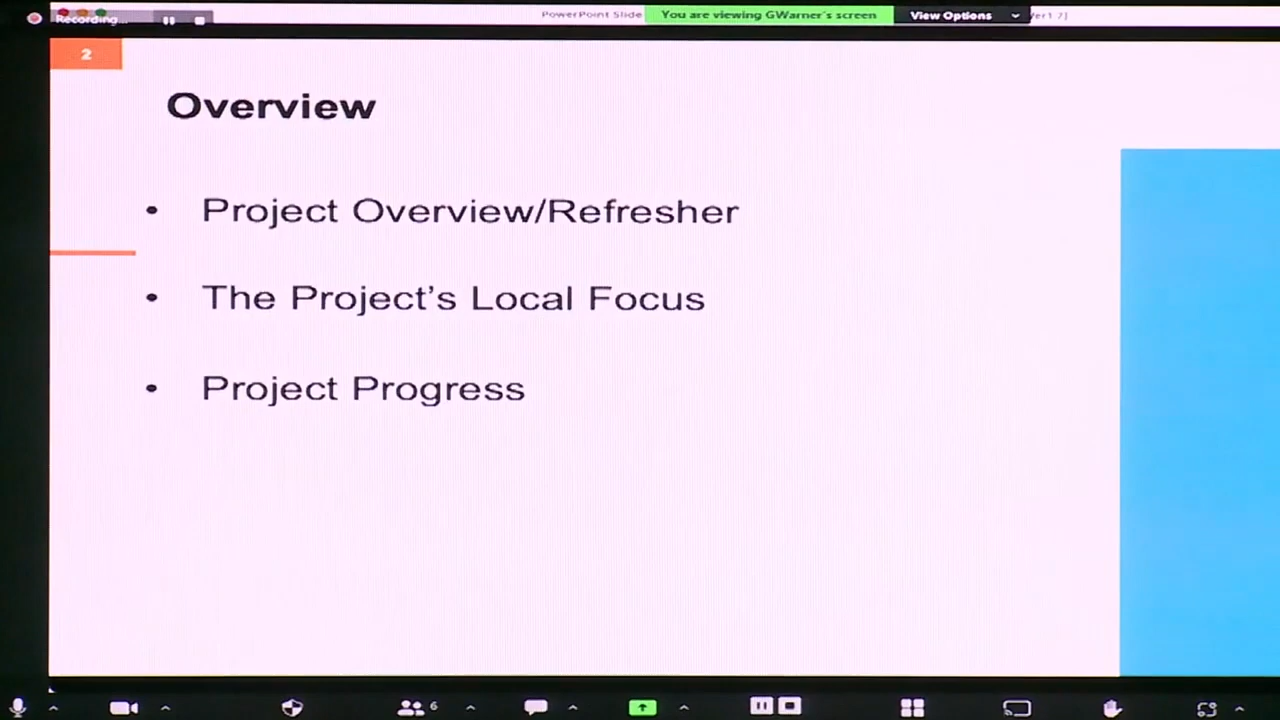 Recording...
PowerPoint Slide
You are viewing GWarner's screen
View Options
2
Overview
• Project Overview/Refresher
• The Project's Local Focus
• Project Progress
6